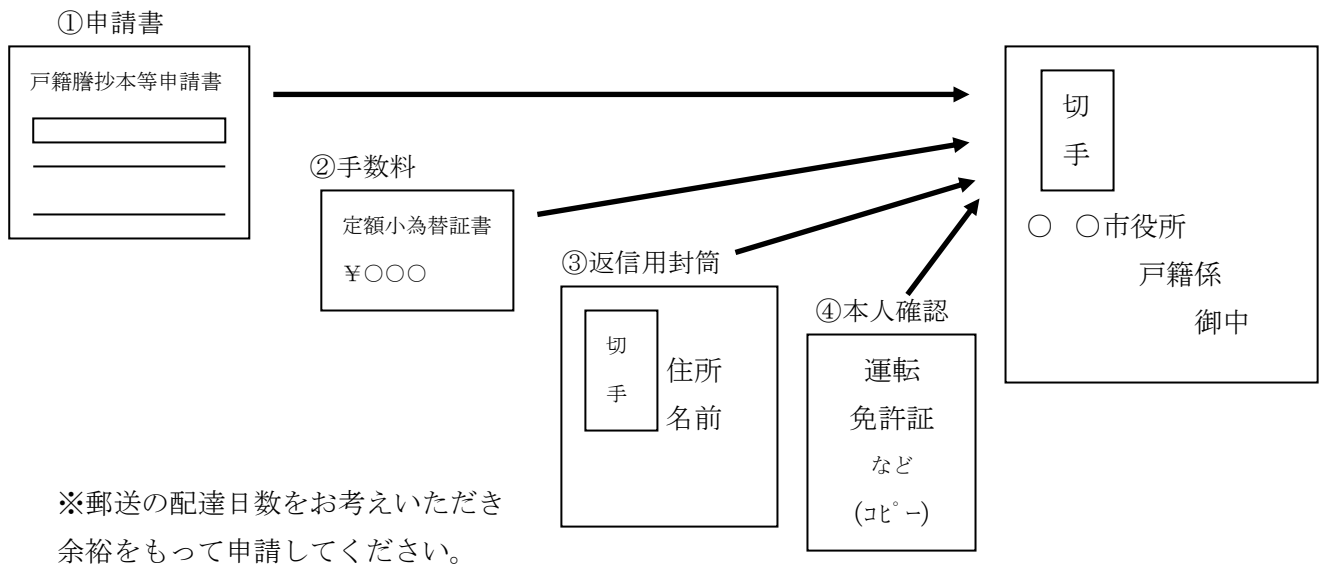 ①申請書
戸籍謄抄本等申請書
②手数料
定額小為替証書
¥○○○
③返信用封筒
切
手
住所
名前
④本人確認
運転
免許証
など
(ｺﾋﾟｰ)
切
手
○ ○市役所
戸籍係
御中
※郵送の配達日数をお考えいただき
余裕をもって申請してください。